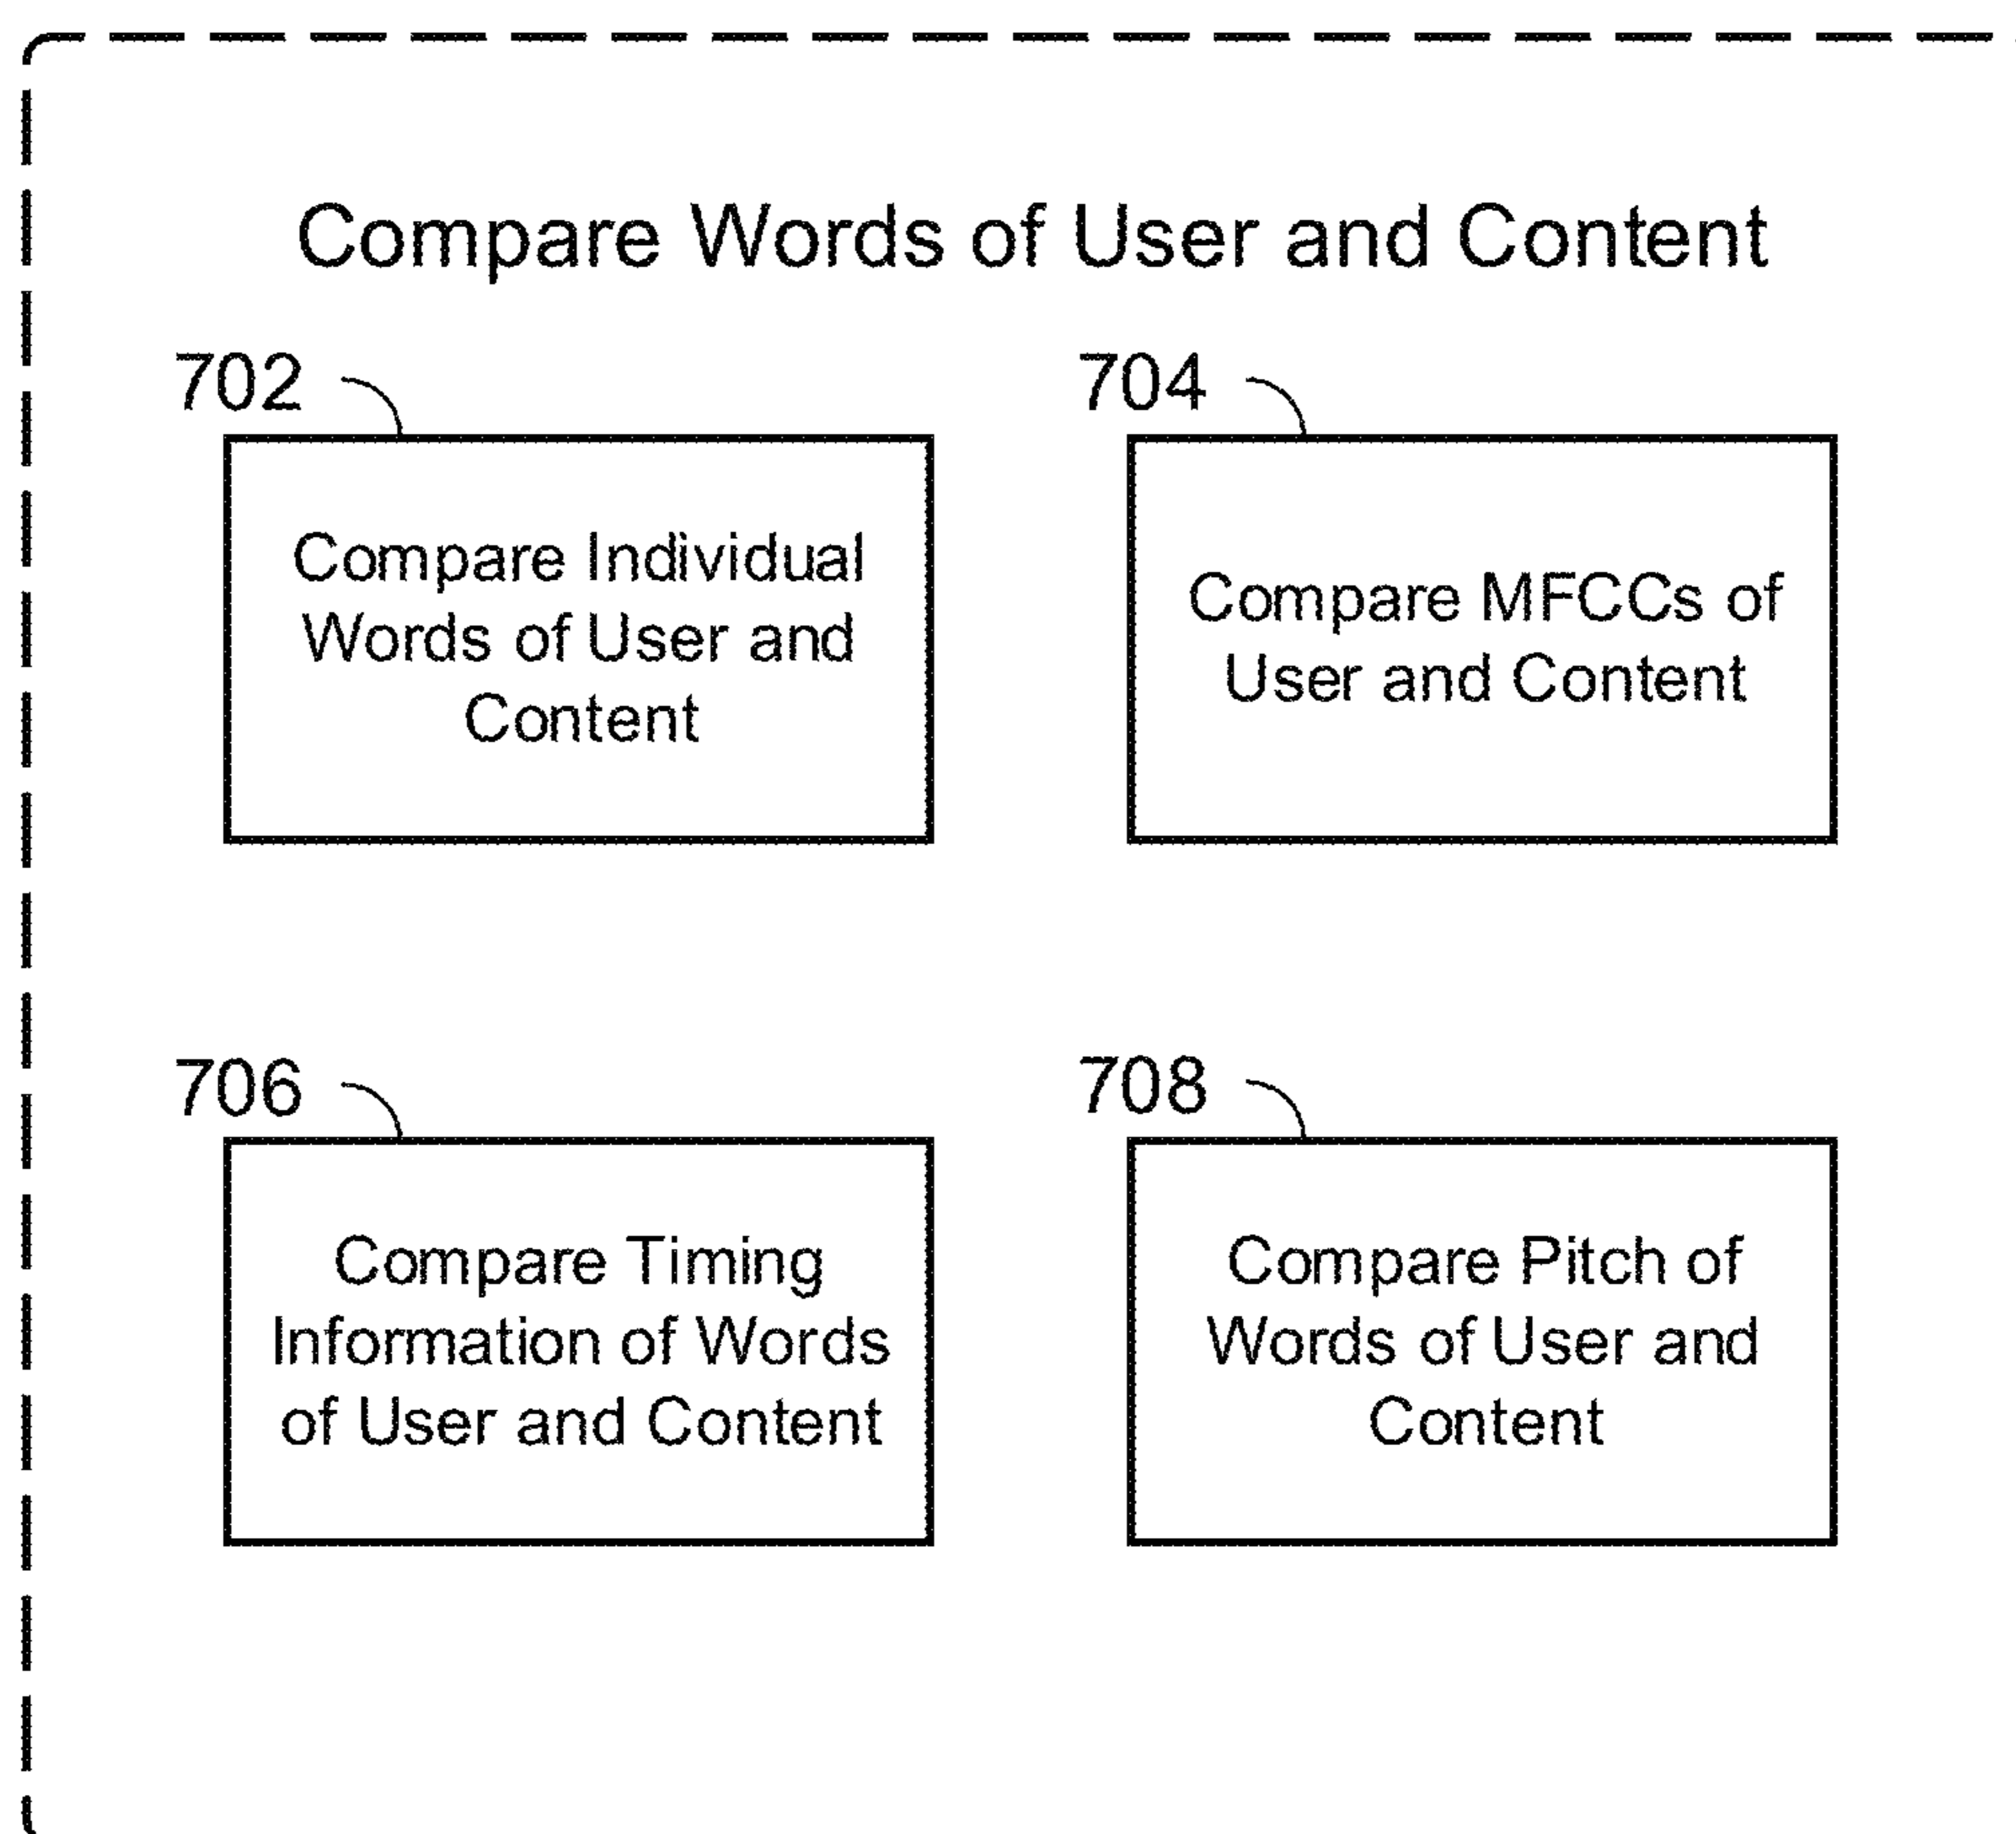 Compare Words of User and Content
702
Compare Individual
Words of User and
Content
704
Compare MFCCs of
User and Content
706
Compare Timing
Information of Words
of User and Content
708
Compare Pitch of
Words of User and
Content